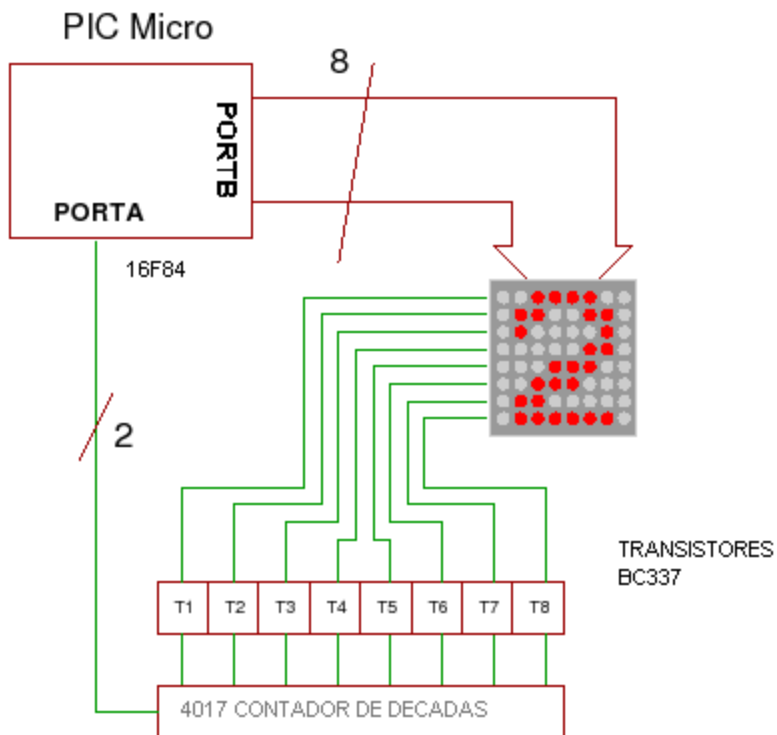 PIC Micro
8
PORTB
PORTA
16F84
2
TRANSISTORES
BC337
T1 T2 T3 T4 T5 T6 T7 T8
4017 CONTADOR DE DECADAS